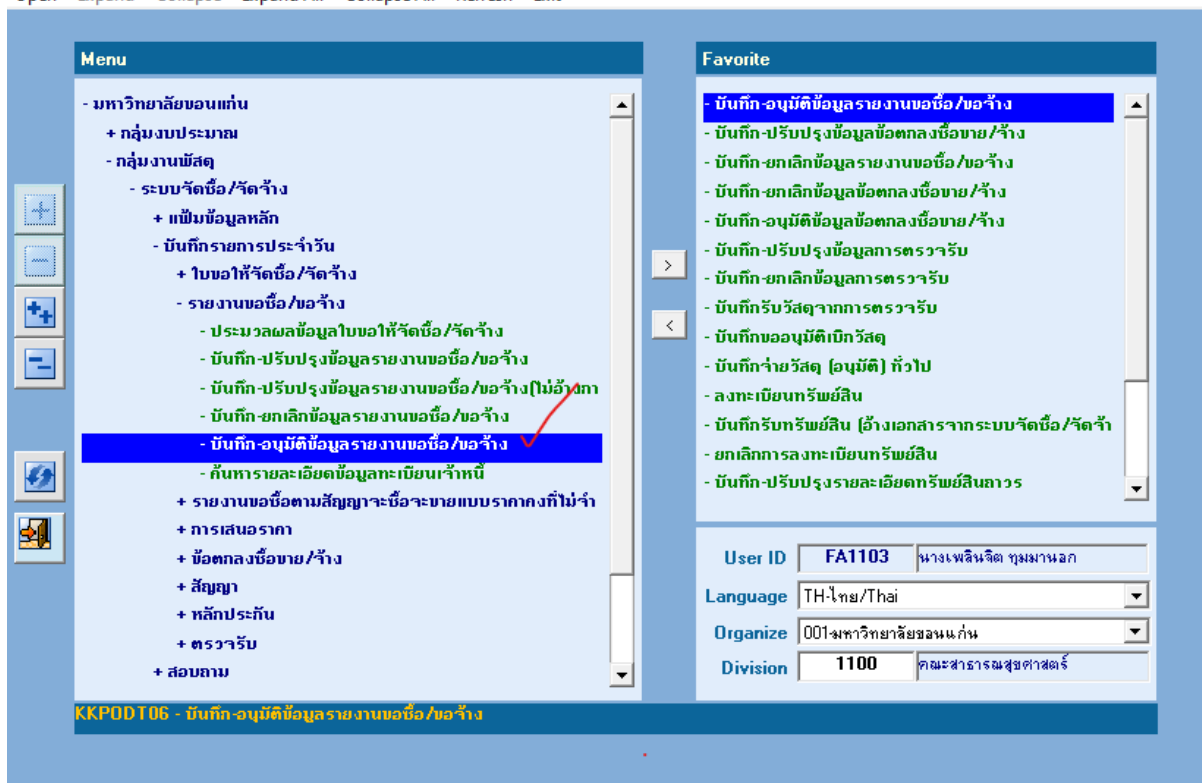 Menu
- มหาวิทยาลัยขอนแก่น
+ กลุ่มงบประมาณ
- กลุ่มงานพัสดุ
- ระบบจัดซื้อ/จัดจ้าง
+ แฟ้มข้อมูลหลัก
- บันทึกรายการประจำวัน
+ ใบขอให้จัดซื้อ/จัดจ้าง
- รายงานขอซื้อ/ขอจ้าง
- ประมวลผลข้อมูลใบขอให้จัดซื้อ/จัดจ้าง
- บันทึก-ปรับปรุงข้อมูลรายงานขอซื้อ/ขอจ้าง
- บันทึก-ปรับปรุงข้อมูลรายงานขอซื้อ/ขอจ้าง(ไม่อ้างกา
- บันทึก-ยกเลิกข้อมูลรายงานขอซื้อ/ขอจ้าง
- บันทึก-อนุมัติข้อมูลรายงานขอซื้อ/ขอจ้าง
- ค้นหารายละเอียดข้อมูลทะเบียนเจ้าหนี้
+ รายงานขอซื้อตามสัญญาจะซื้อจะขายแบบราคาคงที่ไม่จำ
+ การเสนอราคา
+ ข้อตกลงซื้อขาย/จ้าง
+ สัญญา
+ หลักประกัน
+ ตรวจรับ
+ สอบถาม
KKPODT06 - บันทึก-อนุมัติข้อมูลรายงานขอซื้อ/ขอจ้าง
>
<
Favorite
- บันทึก-อนุมัติข้อมูลรายงานขอซื้อ/ขอจ้าง
- บันทึก-ปรับปรุงข้อมูลข้อตกลงซื้อขาย/จ้าง
- บันทึก-ยกเลิกข้อมูลรายงานขอซื้อ/ขอจ้าง
- บันทึก-ยกเลิกข้อมูลข้อตกลงซื้อขาย/จ้าง
- บันทึก-อนุมัติข้อมูลข้อตกลงซื้อขาย/จ้าง
- บันทึก-ปรับปรุงข้อมูลการตรวจรับ
- บันทึก-ยกเลิกข้อมูลการตรวจรับ
- บันทึกรับวัสดุจากการตรวจรับ
- บันทึกขออนุมัติเบิกวัสดุ
- บันทึกจ่ายวัสดุ (อนุมัติ) ทั่วไป
- ลงทะเบียนทรัพย์สิน
- บันทึกรับทรัพย์สิน (อ้างเอกสารจากระบบจัดซื้อ/จัดจ้า
- ยกเลิกการลงทะเบียนทรัพย์สิน
- บันทึก-ปรับปรุงรายละเอียดทรัพย์สินถาวร
User ID FA1103 นางเพลินจิต ทุมมานอก
Language TH-ไทย/Thai
Organize 001-มหาวิทยาลัยขอนแก่น
Division 1100 คณะสาธารณสุขศาสตร์